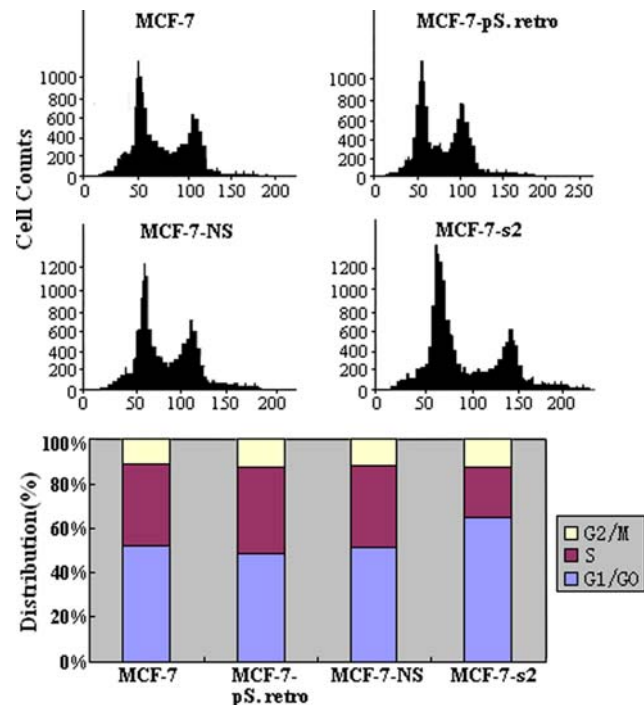 MCF-7
MCF-7-pS. retro
Cell Counts
1000
800
600
400
200
0
0 50 100 150 200
1000
800
600
400
200
0
0 50 100 150 200 250
MCF-7-NS
MCF-7-s2
1200
1000
800
600
400
200
0
0 50 100 150 200
1200
1000
800
600
400
200
0
0 50 100 150 200
Distribution(%)
100%
80%
60%
40%
20%
0%
MCF-7
MCF-7-
pS. retro
MCF-7-NS
MCF-7-s2
G2/M
S
G1/G0